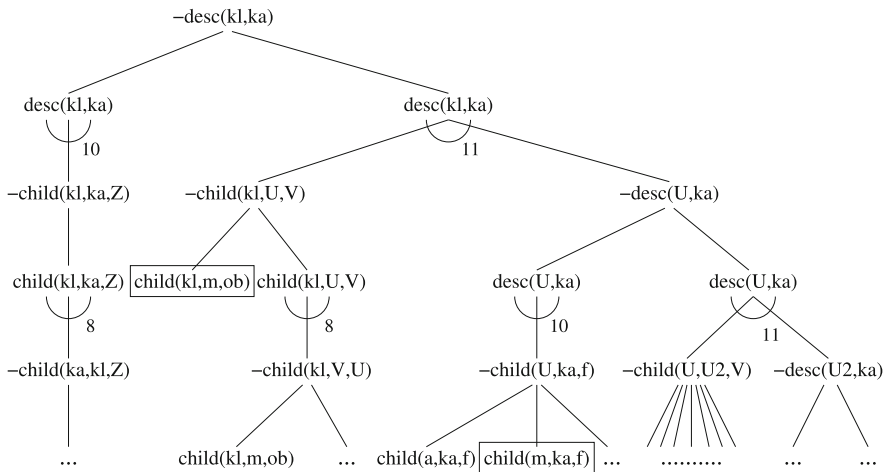 −desc(kl,ka)
desc(kl,ka) desc(kl,ka)
10 11
−child(kl,ka,Z) −child(kl,U,V) −desc(U,ka)
child(kl,ka,Z) child(kl,m,ob) child(kl,U,V) desc(U,ka) desc(U,ka)
8 8 10 11
−child(ka,kl,Z) −child(kl,V,U) −child(U,ka,f) −child(U,U2,V) −desc(U2,ka)
... child(kl,m,ob) ... child(a,ka,f) child(m,ka,f) ... .......... ... ...